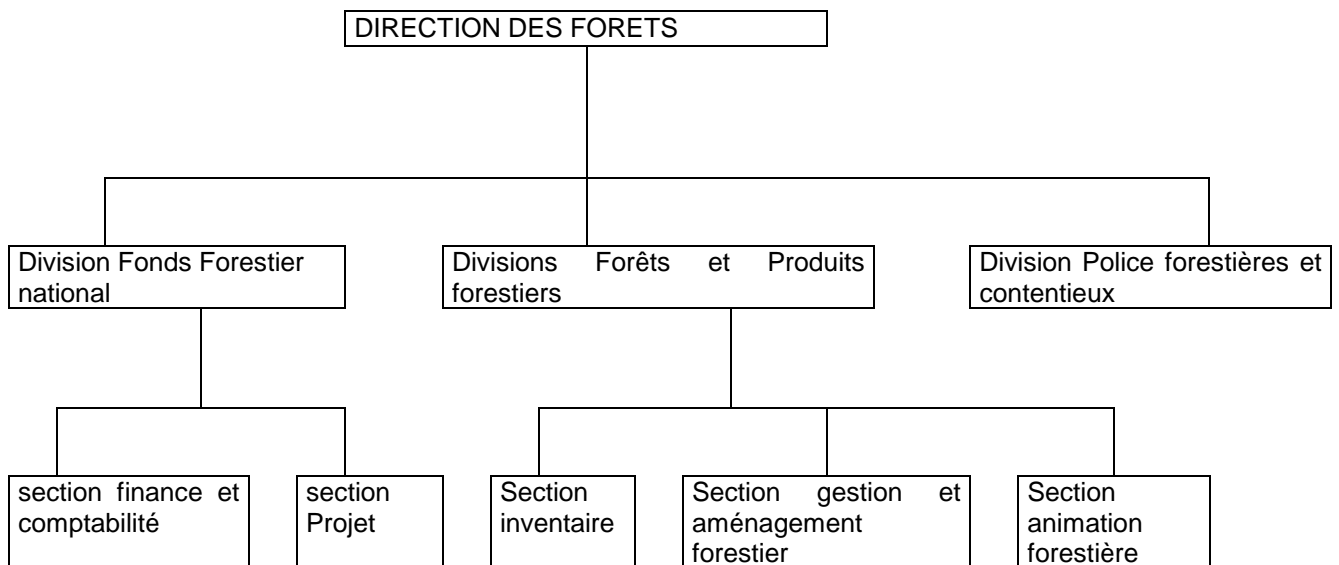 DIRECTION DES FORETS
Division Fonds Forestier
national
Divisions Forêts et Produits
forestiers
Division Police forestières et
contentieux
section finance et
comptabilité
section
Projet
Section
inventaire
Section gestion et
aménagement
forestier
Section
animation
forestière